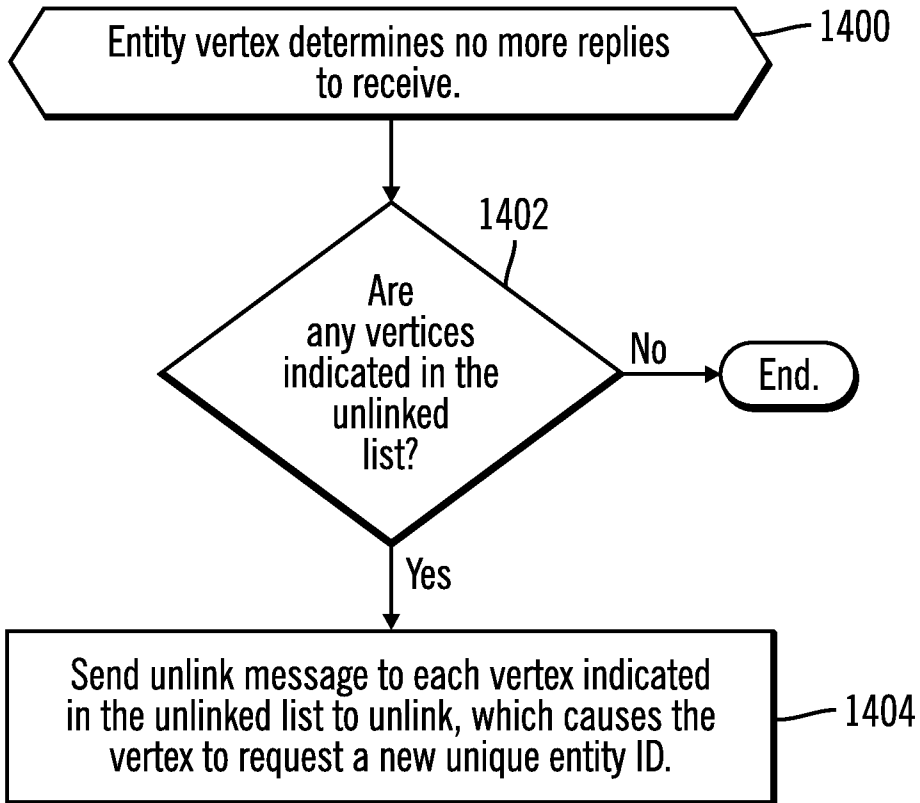 Entity vertex determines no more replies
to receive.
1400
1402
Are
any vertices
indicated in the
unlinked
list?
No
End.
Yes
Send unlink message to each vertex indicated
in the unlinked list to unlink, which causes the
vertex to request a new unique entity ID.
1404